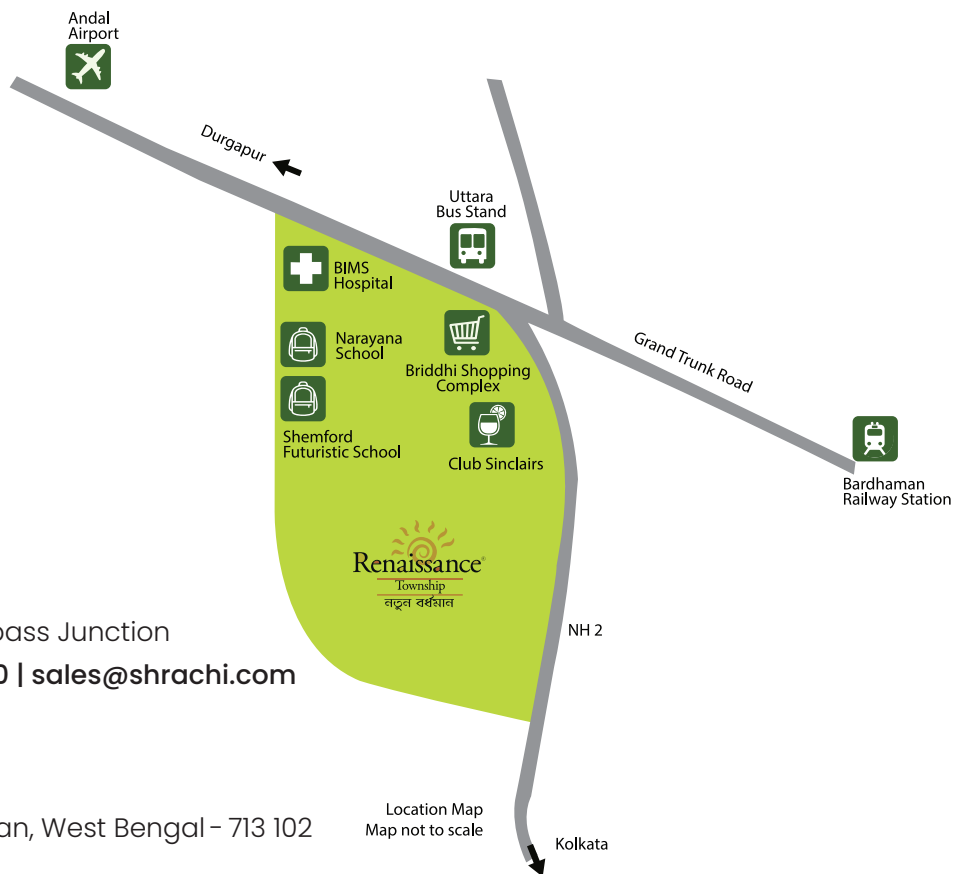 Andal
Airport
Durgapur
Uttara
Bus Stand
BIMS
Hospital
Narayana
School
Briddhi Shopping
Complex
Grand Trunk Road
Shemford
Futuristic School
Club Sinclairs
Bardhaman
Railway Station
Renaissance®
Township
নতুন বর্ধমান
NH 2
pass Junction
0 | sales@shrachi.com
Location Map
Map not to scale
an, West Bengal - 713 102
Kolkata